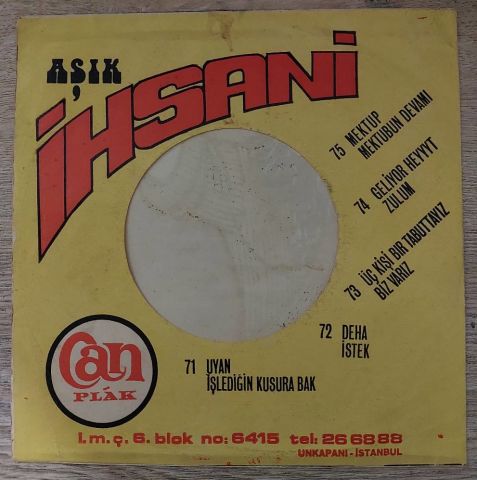 AŞIK
İHSANİ
75 MEKTUP
MEKTUBUN DEVAMI
74 GELİYOR HEYYYT
ZULUM
73 ÜÇ KİŞİ BİR TABUTTAYIZ
BİZ VARIZ
72 DEHA
İSTEK
71 UYAN
İŞLEDİĞİN KUSURA BAK
Can
PLÂK
I.m.ç. 6. blok no: 6415 tel: 26 68 88
UNKAPANI - İSTANBUL